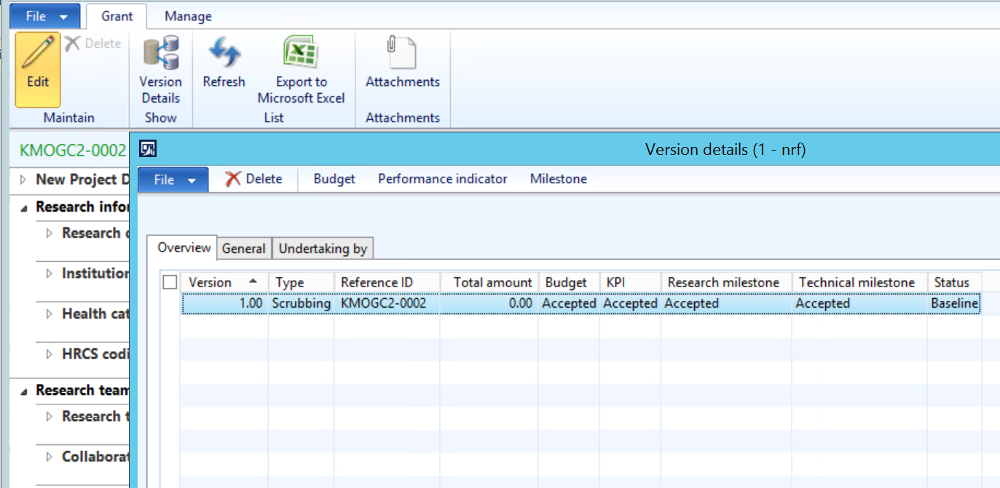 File Grant Manage
Edit Delete Version Details Refresh Export to Microsoft Excel Attachments
Maintain Show List Attachments
KMOGC2-0002
Version details (1 - nrf)
New Project D
File Delete Budget Performance indicator Milestone
Research infor
Research
Institution
Health cat
HRCS codi
Research team
Research t
Collaborat
Overview General Undertaking by
Version Type Reference ID Total amount Budget KPI Research milestone Technical milestone Status
1.00 Scrubbing KMOGC2-0002 0.00 Accepted Accepted Accepted Accepted Baseline